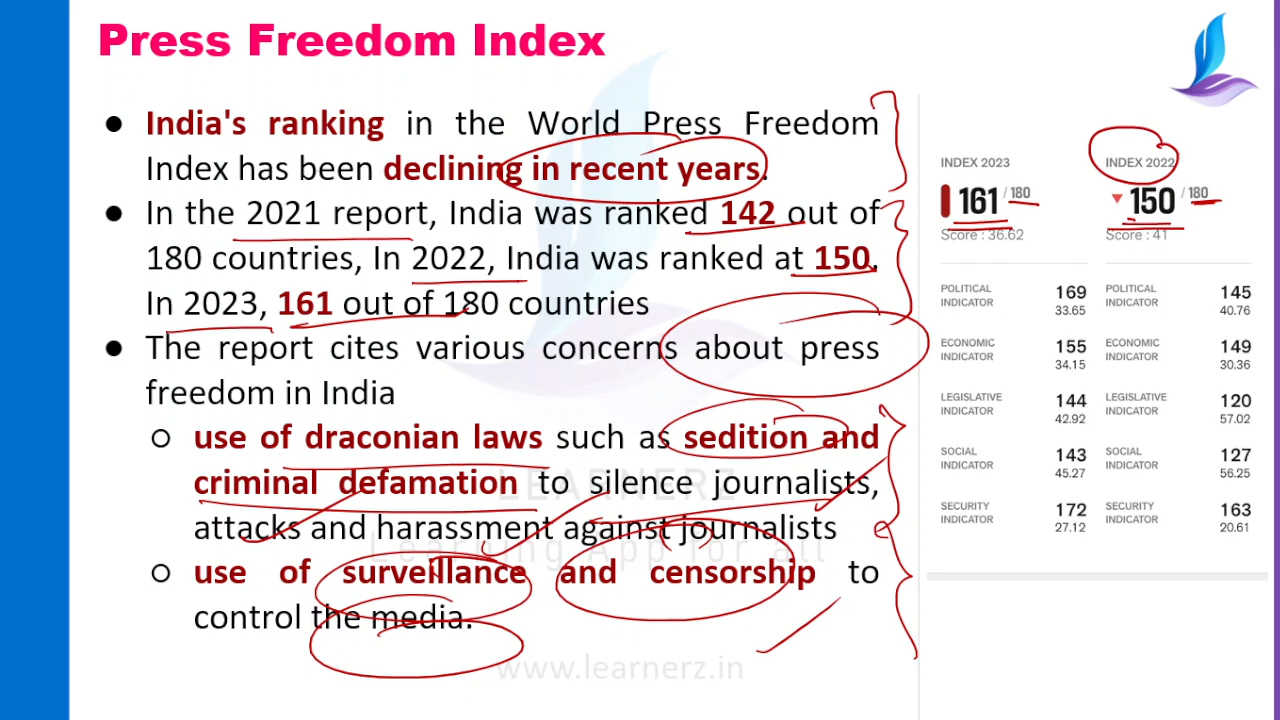 Press Freedom Index
● India's ranking in the World Press Freedom
Index has been declining in recent years.
● In the 2021 report, India was ranked 142 out of
180 countries, In 2022, India was ranked at 150.
In 2023, 161 out of 180 countries
● The report cites various concerns about press
freedom in India
○ use of draconian laws such as sedition and
criminal defamation to silence journalists,
attacks and harassment against journalists
○ use of surveillance and censorship to
control the media.
LEARNERZ
Learning App for all
www.learnerz.in
INDEX 2023
161 / 180
Score : 36.62
POLITICAL
INDICATOR
169
33.65
ECONOMIC
INDICATOR
155
34.15
LEGISLATIVE
INDICATOR
144
42.92
SOCIAL
INDICATOR
143
45.27
SECURITY
INDICATOR
172
27.12
INDEX 2022
150 / 180
Score : 41
POLITICAL
INDICATOR
145
40.76
ECONOMIC
INDICATOR
149
30.36
LEGISLATIVE
INDICATOR
120
57.02
SOCIAL
INDICATOR
127
56.25
SECURITY
INDICATOR
163
20.61